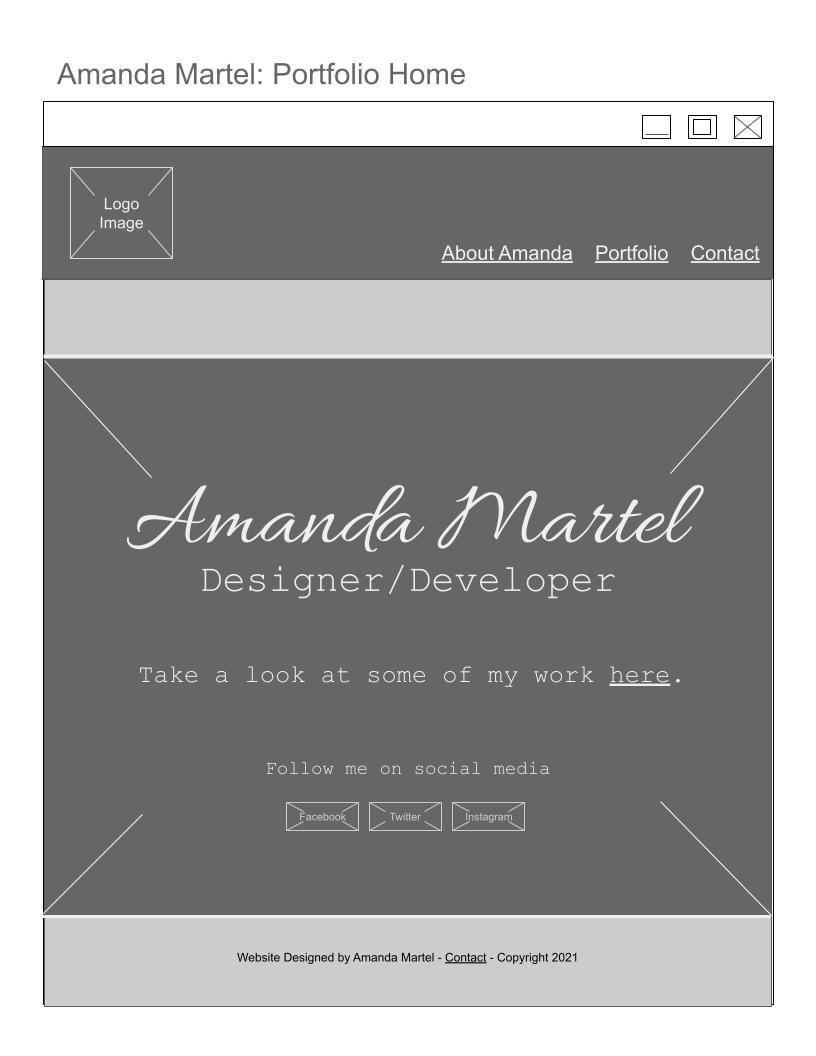 Amanda Martel: Portfolio Home
Logo
Image
About Amanda Portfolio Contact
Amanda Martel
Designer/Developer
Take a look at some of my work here.
Follow me on social media
Facebook Twitter Instagram
Website Designed by Amanda Martel - Contact - Copyright 2021